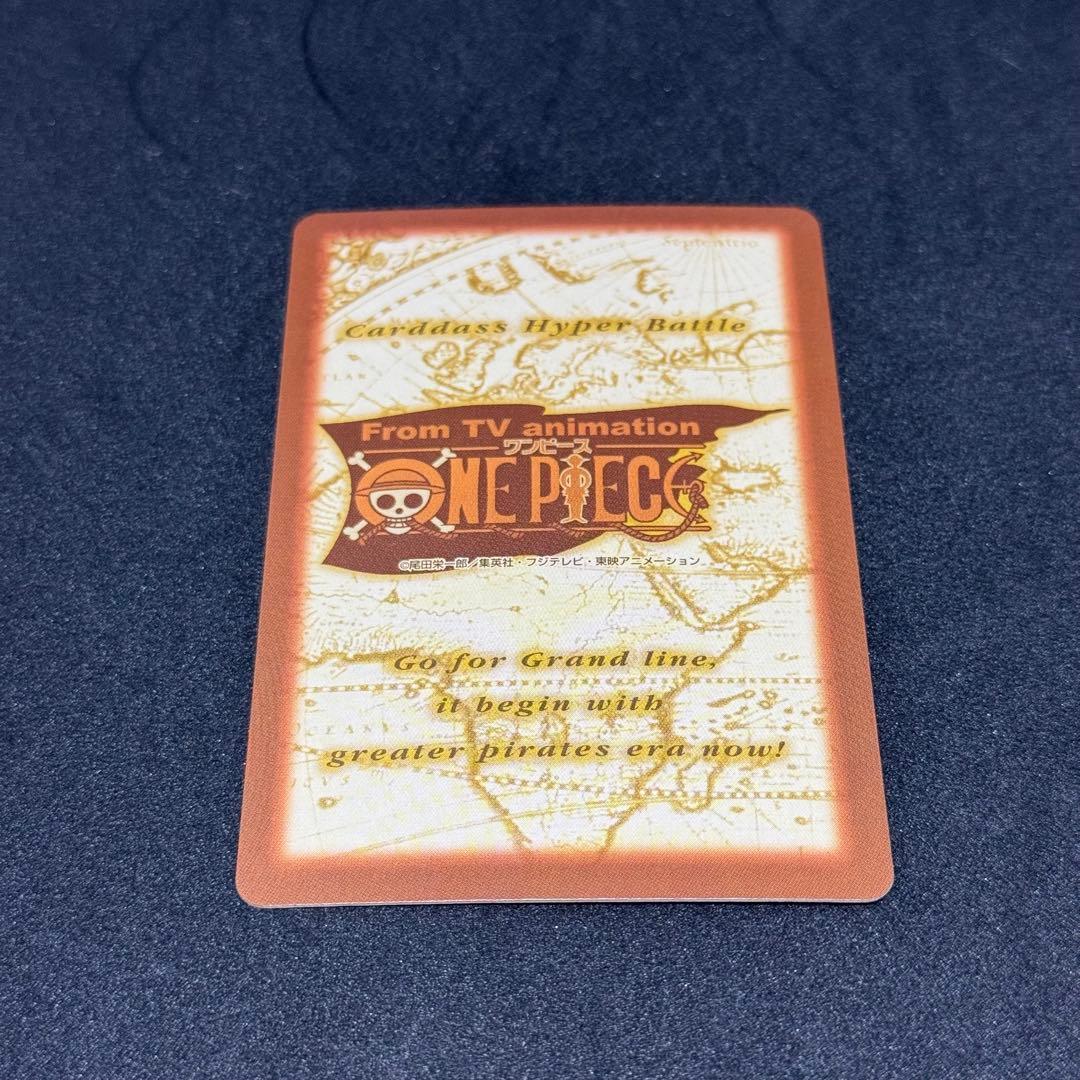 Septentrio
Carddass Hyper Battle
From TV animation
ワンピース
ONE PIECE
©尾田栄一郎/集英社・フジテレビ・東映アニメーション
Go for Grand line,
it begin with
greater pirates era now!